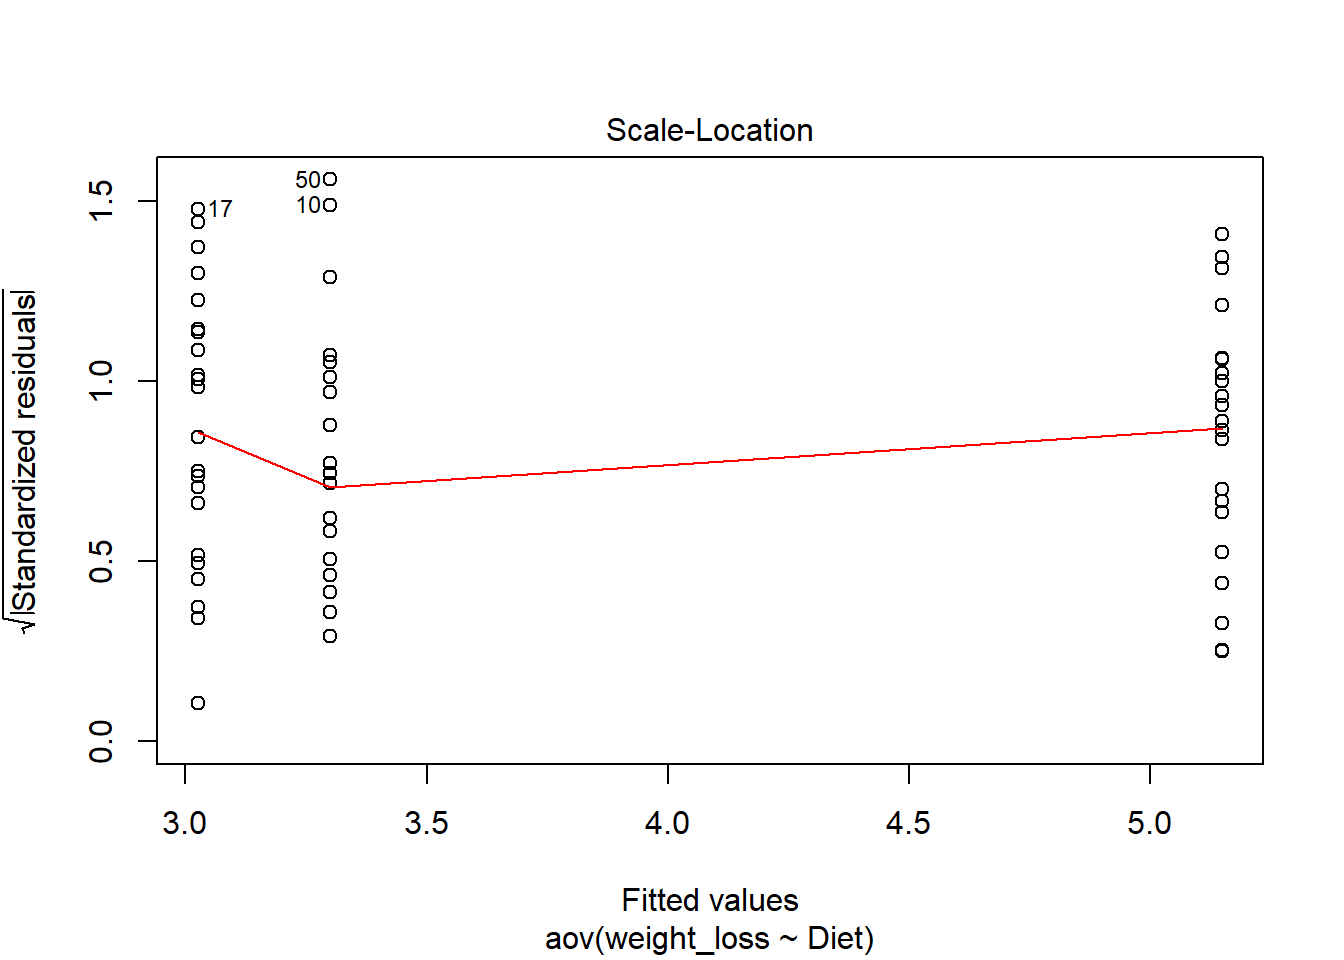 Scale-Location
√|Standardized residuals|
1.5
1.0
0.5
0.0
50
10
17
3.0 3.5 4.0 4.5 5.0
Fitted values
aov(weight_loss ~ Diet)